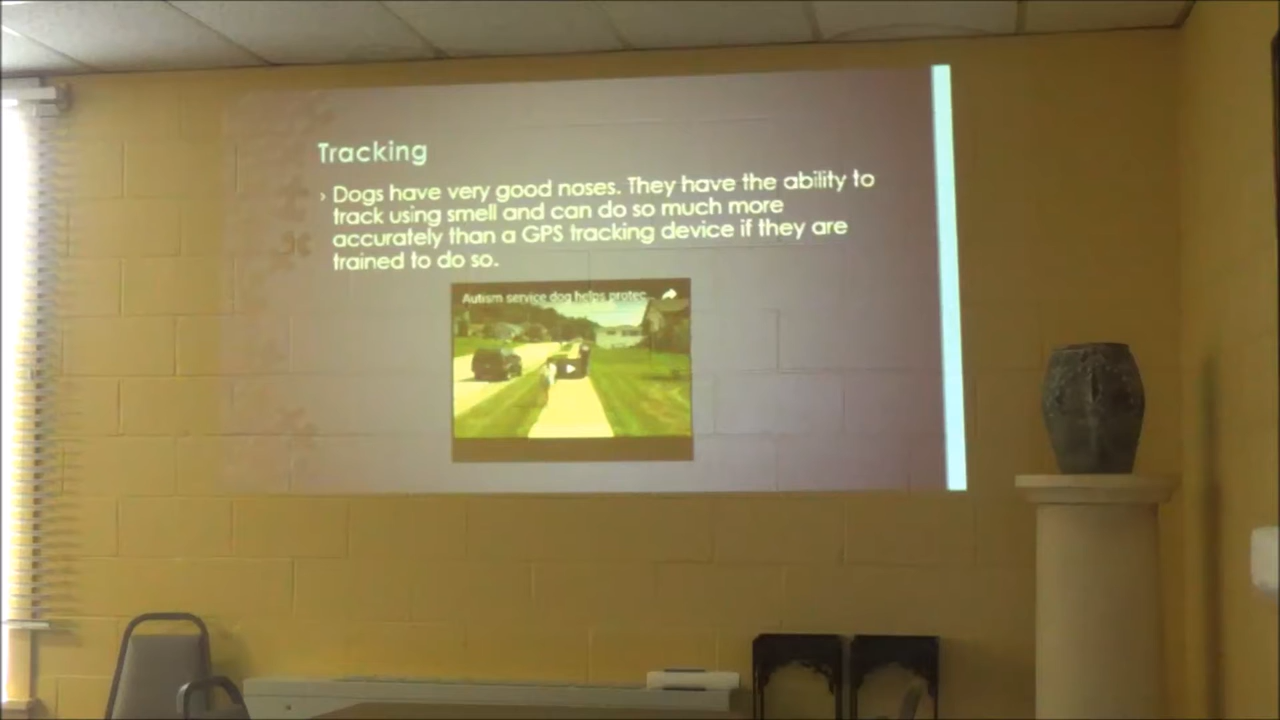 Tracking
› Dogs have very good noses. They have the ability to
track using smell and can do so much more
accurately than a GPS tracking device if they are
trained to do so.
Autism service dog helps protec...